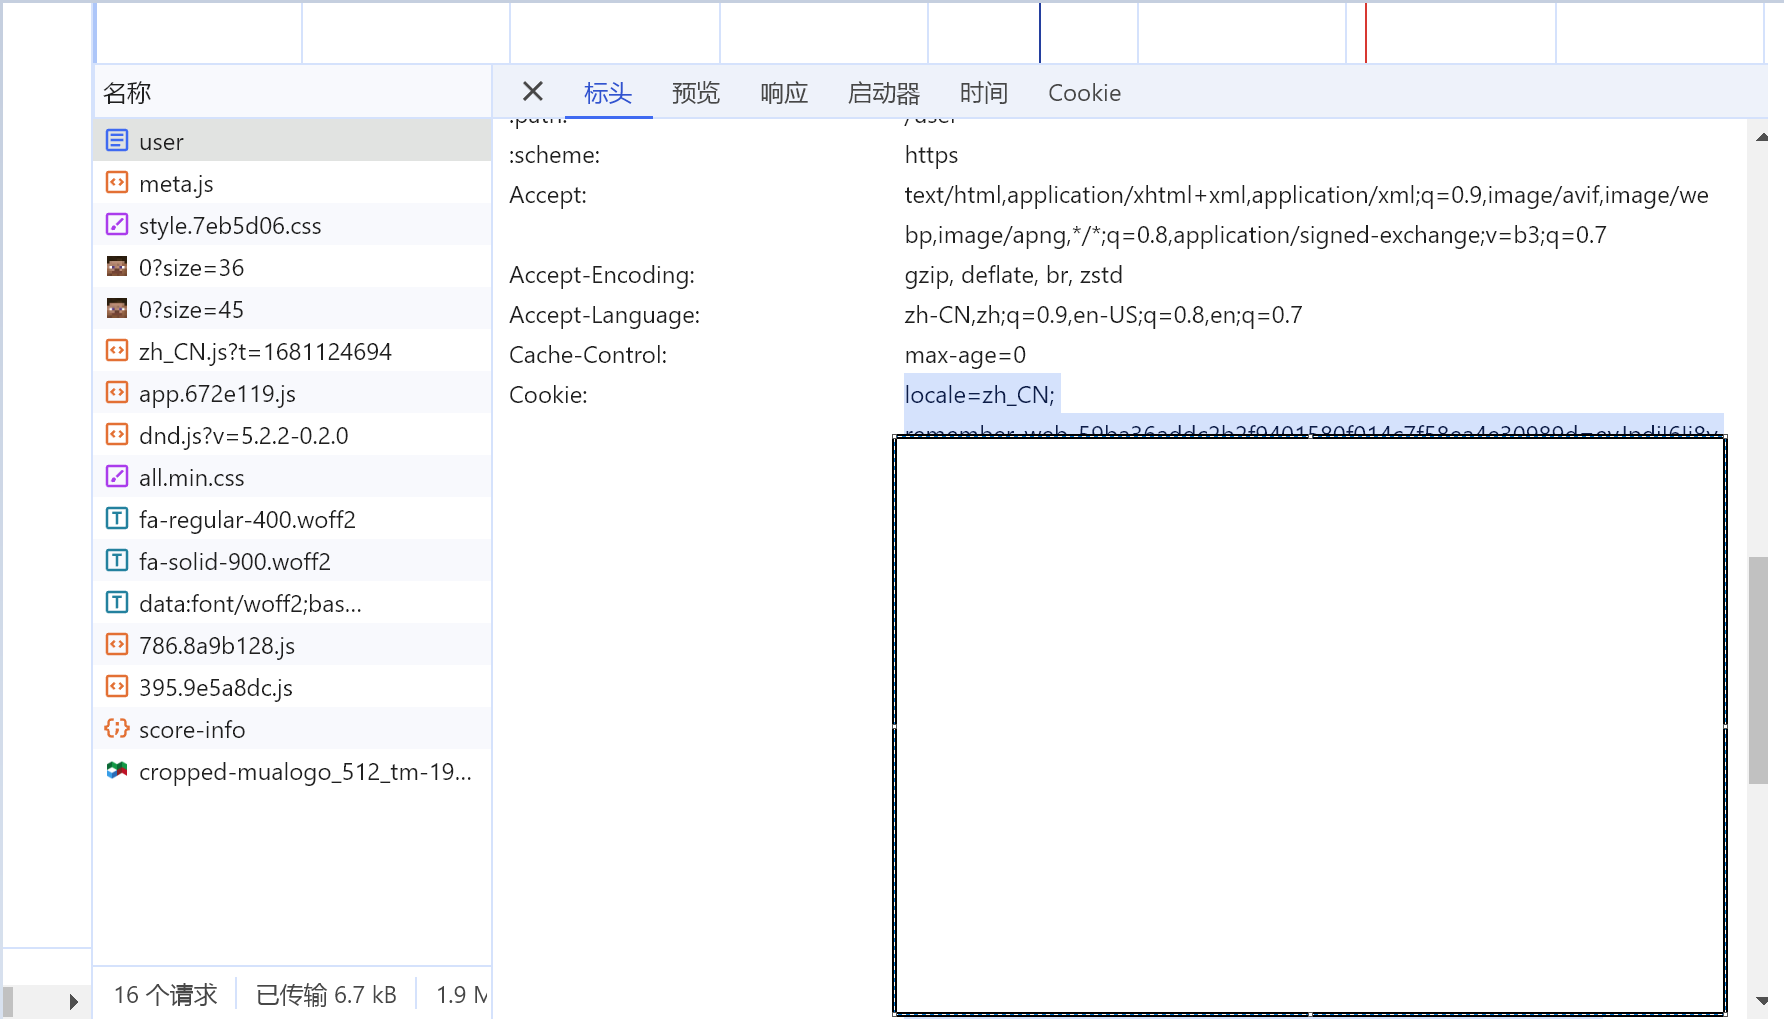 名称
标头 预览 响应 启动器 时间 Cookie
user
meta.js
style.7eb5d06.css
0?size=36
0?size=45
zh_CN.js?t=1681124694
app.672e119.js
dnd.js?v=5.2.2-0.2.0
all.min.css
fa-regular-400.woff2
fa-solid-900.woff2
data:font/woff2;bas...
786.8a9b128.js
395.9e5a8dc.js
score-info
cropped-mualogo_512_tm-19...
16 个请求 已传输 6.7 kB 1.9 M
:path: /user
:scheme: https
Accept: text/html,application/xhtml+xml,application/xml;q=0.9,image/avif,image/we
bp,image/apng,*/*;q=0.8,application/signed-exchange;v=b3;q=0.7
Accept-Encoding: gzip, deflate, br, zstd
Accept-Language: zh-CN,zh;q=0.9,en-US;q=0.8,en;q=0.7
Cache-Control: max-age=0
Cookie: locale=zh_CN;